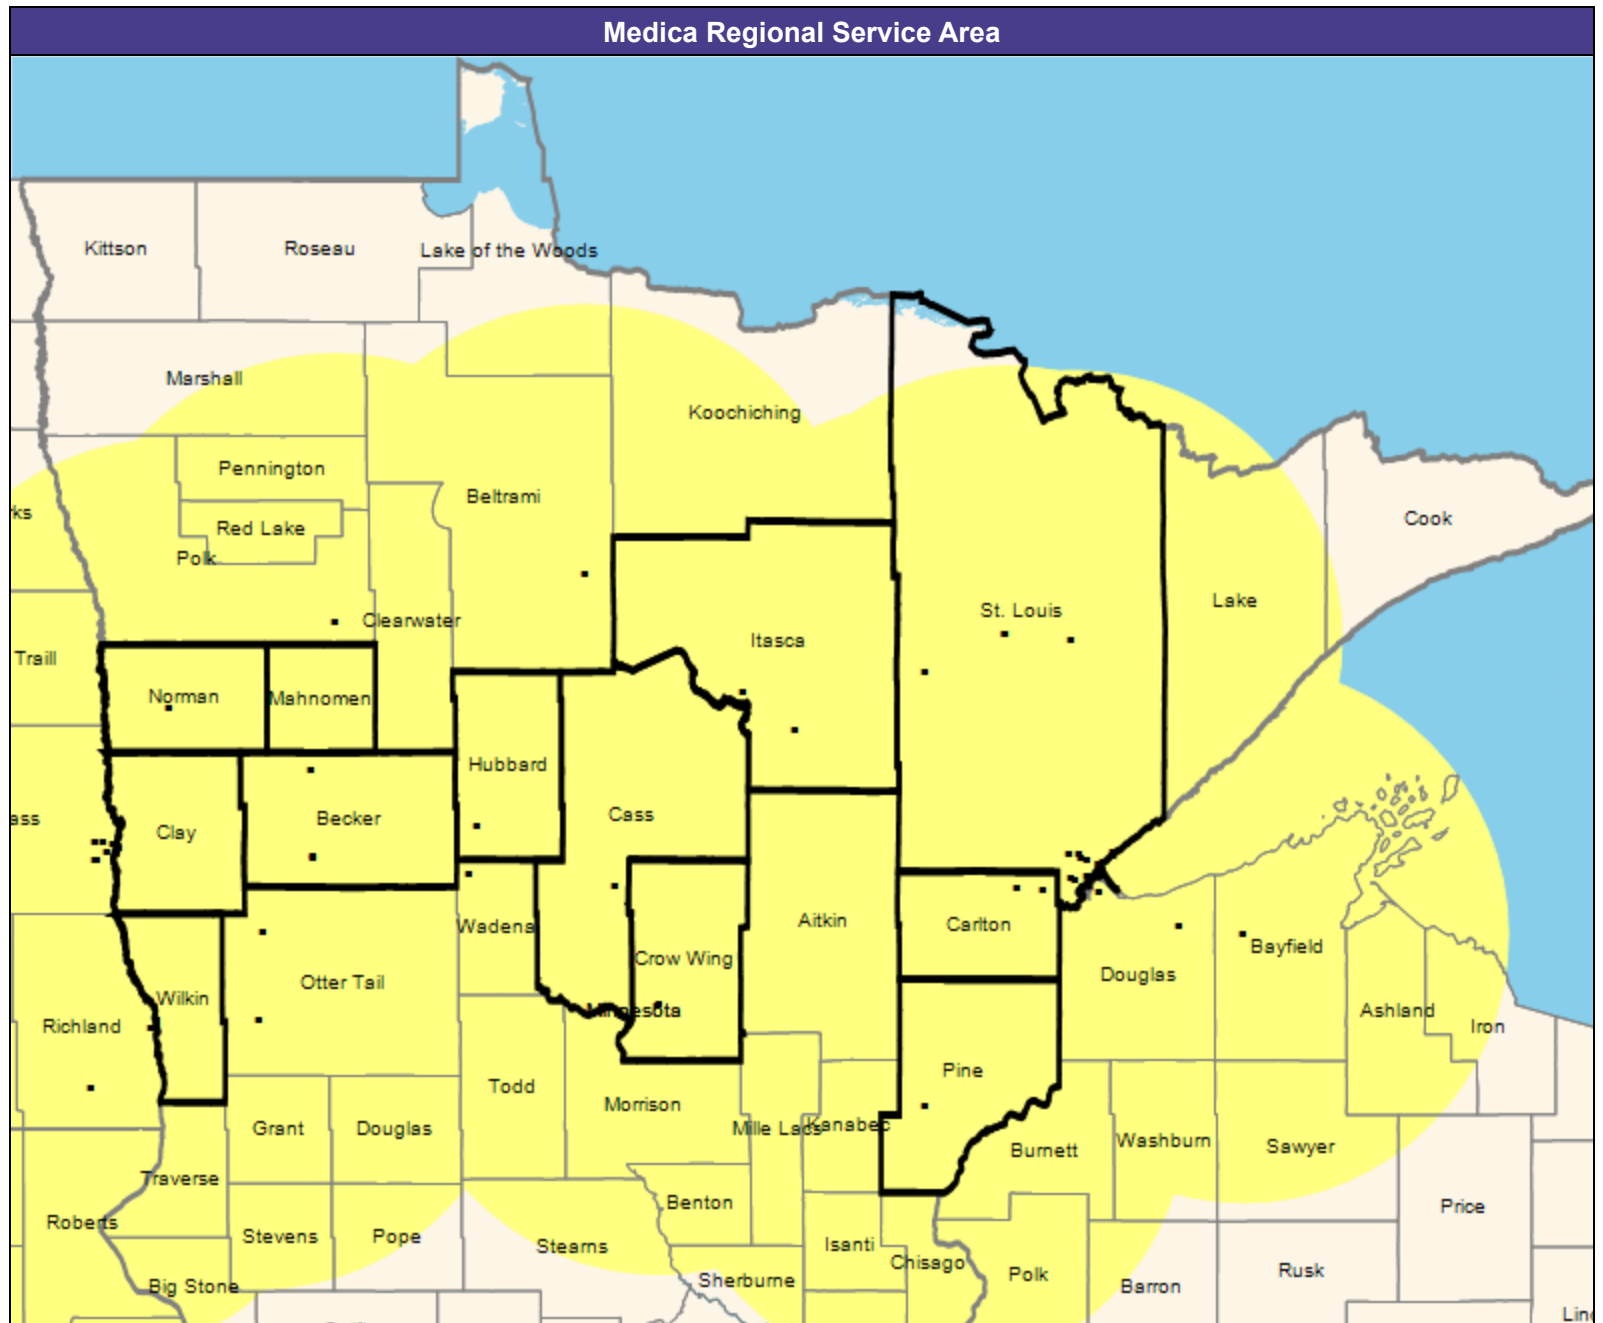 Medica Regional Service Area
Kittson
Roseau
Lake of the Woods
Marshall
Koochiching
Pennington
Beltrami
ks
Red Lake
Cook
Polk
Clearwater
St. Louis
Lake
Itasca
Traill
Norman
Mahnomen
Hubbard
Cass
ass
Clay
Becker
Aitkin
Wadena
Carlton
Crow Wing
Bayfield
Douglas
Otter Tail
Wilkin
Minnesota
Ashland
Richland
Iron
Pine
Todd
Morrison
Grant
Douglas
Mille Lacs
Kanabec
Burnett
Washburn
Sawyer
Traverse
Benton
Price
Roberts
Stevens
Pope
Stearns
Isanti
Chisago
Polk
Rusk
Big Stone
Sherburne
Barron
Linc